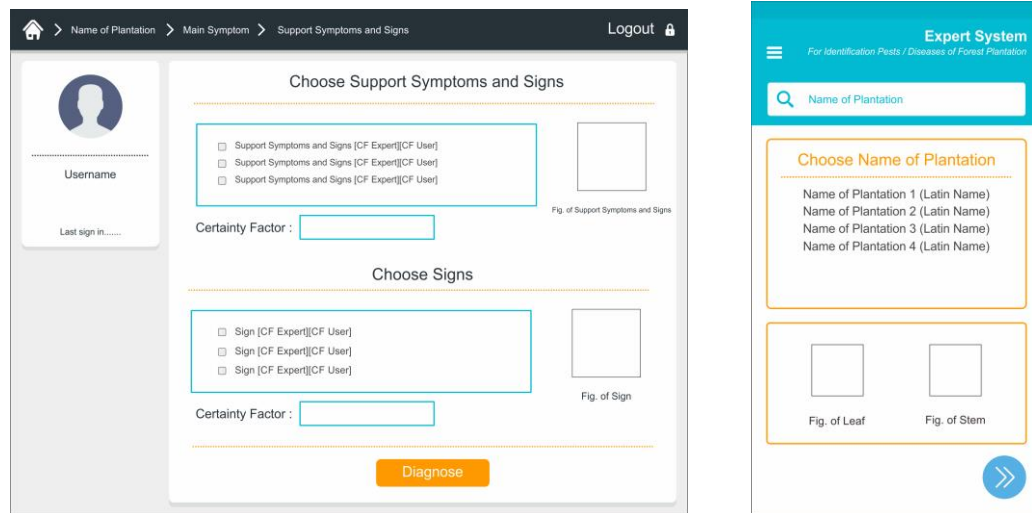 Name of Plantation Main Symptom Support Symptoms and Signs Logout
Username
Last sign in.......
Choose Support Symptoms and Signs
Support Symptoms and Signs [CF Expert][CF User]
Support Symptoms and Signs [CF Expert][CF User]
Support Symptoms and Signs [CF Expert][CF User]
Fig. of Support Symptoms and Signs
Certainty Factor :
Choose Signs
Sign [CF Expert][CF User]
Sign [CF Expert][CF User]
Sign [CF Expert][CF User]
Fig. of Sign
Certainty Factor :
Diagnose
Expert System
For Identification Pests / Diseases of Forest Plantation
Name of Plantation
Choose Name of Plantation
Name of Plantation 1 (Latin Name)
Name of Plantation 2 (Latin Name)
Name of Plantation 3 (Latin Name)
Name of Plantation 4 (Latin Name)
Fig. of Leaf Fig. of Stem